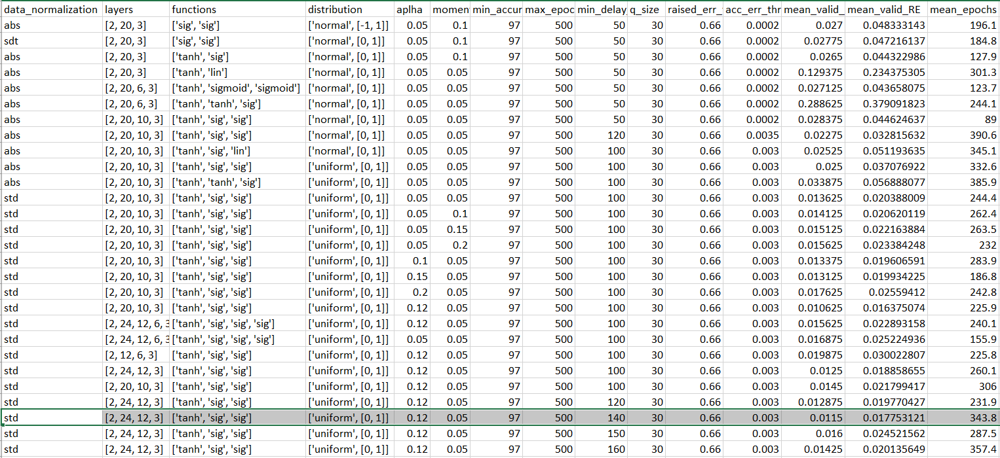 data_normalization layers functions distribution aplha momen min_accur max_epoc min_delay_ q_size raised_err_ acc_err_thr mean_valid_ mean_valid_RE mean_epochs
abs [2, 20, 3] ['sig', 'sig'] ['normal', [-1, 1]] 0.05 0.1 97 500 50 30 0.66 0.0002 0.027 0.048333143 196.1
sdt [2, 20, 3] ['sig', 'sig'] ['normal', [0, 1]] 0.05 0.1 97 500 50 30 0.66 0.0002 0.02775 0.047216137 184.8
abs [2, 20, 3] ['tanh', 'sig'] ['normal', [0, 1]] 0.05 0.1 97 500 50 30 0.66 0.0002 0.0265 0.044322986 127.9
abs [2, 20, 3] ['tanh', 'lin'] ['normal', [0, 1]] 0.05 0.05 97 500 50 30 0.66 0.0002 0.129375 0.234375305 301.3
abs [2, 20, 6, 3] ['tanh', 'sigmoid', 'sigmoid'] ['normal', [0, 1]] 0.05 0.05 97 500 50 30 0.66 0.0002 0.027125 0.043658075 123.7
abs [2, 20, 6, 3] ['tanh', 'tanh', 'sig'] ['normal', [0, 1]] 0.05 0.05 97 500 50 30 0.66 0.0002 0.288625 0.379091823 244.1
abs [2, 20, 10, 3] ['tanh', 'sig', 'sig'] ['normal', [0, 1]] 0.05 0.05 97 500 50 30 0.66 0.0002 0.028375 0.044624637 89
abs [2, 20, 10, 3] ['tanh', 'sig', 'sig'] ['normal', [0, 1]] 0.05 0.05 97 500 120 30 0.66 0.0035 0.02275 0.032815632 390.6
abs [2, 20, 10, 3] ['tanh', 'sig', 'lin'] ['normal', [0, 1]] 0.05 0.05 97 500 100 30 0.66 0.003 0.02525 0.051193635 345.1
abs [2, 20, 10, 3] ['tanh', 'sig', 'sig'] ['uniform', [0, 1]] 0.05 0.05 97 500 100 30 0.66 0.003 0.025 0.037076922 332.6
abs [2, 20, 10, 3] ['tanh', 'tanh', 'sig'] ['uniform', [0, 1]] 0.05 0.05 97 500 100 30 0.66 0.003 0.033875 0.056888077 385.9
std [2, 20, 10, 3] ['tanh', 'sig', 'sig'] ['uniform', [0, 1]] 0.05 0.05 97 500 100 30 0.66 0.003 0.013625 0.020388009 244.4
std [2, 20, 10, 3] ['tanh', 'sig', 'sig'] ['uniform', [0, 1]] 0.05 0.1 97 500 100 30 0.66 0.003 0.014125 0.020620119 262.4
std [2, 20, 10, 3] ['tanh', 'sig', 'sig'] ['uniform', [0, 1]] 0.05 0.15 97 500 100 30 0.66 0.003 0.015125 0.022163884 263.5
std [2, 20, 10, 3] ['tanh', 'sig', 'sig'] ['uniform', [0, 1]] 0.05 0.2 97 500 100 30 0.66 0.003 0.015625 0.023384248 232
std [2, 20, 10, 3] ['tanh', 'sig', 'sig'] ['uniform', [0, 1]] 0.1 0.05 97 500 100 30 0.66 0.003 0.013375 0.019606591 283.9
std [2, 20, 10, 3] ['tanh', 'sig', 'sig'] ['uniform', [0, 1]] 0.15 0.05 97 500 100 30 0.66 0.003 0.013125 0.019934225 186.8
std [2, 20, 10, 3] ['tanh', 'sig', 'sig'] ['uniform', [0, 1]] 0.2 0.05 97 500 100 30 0.66 0.003 0.017625 0.02559412 242.8
std [2, 20, 10, 3] ['tanh', 'sig', 'sig'] ['uniform', [0, 1]] 0.12 0.05 97 500 100 30 0.66 0.003 0.010625 0.016375074 225.9
std [2, 24, 12, 6, 3 ['tanh', 'sig', 'sig', 'sig'] ['uniform', [0, 1]] 0.12 0.05 97 500 100 30 0.66 0.003 0.015625 0.022893158 240.1
std [2, 24, 12, 6, 3 ['tanh', 'sig', 'sig', 'sig'] ['uniform', [0, 1]] 0.05 0.05 97 500 100 30 0.66 0.003 0.016875 0.025224936 155.9
std [2, 12, 6, 3] ['tanh', 'sig', 'sig'] ['uniform', [0, 1]] 0.12 0.05 97 500 100 30 0.66 0.003 0.019875 0.030022807 225.8
std [2, 24, 12, 3] ['tanh', 'sig', 'sig'] ['uniform', [0, 1]] 0.12 0.05 97 500 100 30 0.66 0.003 0.0125 0.018858655 260.1
std [2, 20, 10, 3] ['tanh', 'sig', 'sig'] ['uniform', [0, 1]] 0.12 0.05 97 500 100 30 0.66 0.003 0.0145 0.021799417 306
std [2, 24, 12, 3] ['tanh', 'sig', 'sig'] ['uniform', [0, 1]] 0.12 0.05 97 500 120 30 0.66 0.003 0.012875 0.019770427 231.9
std [2, 24, 12, 3] ['tanh', 'sig', 'sig'] ['uniform', [0, 1]] 0.12 0.05 97 500 140 30 0.66 0.003 0.0115 0.017753121 343.8
std [2, 24, 12, 3] ['tanh', 'sig', 'sig'] ['uniform', [0, 1]] 0.12 0.05 97 500 150 30 0.66 0.003 0.016 0.024521562 287.5
std [2, 24, 12, 3] ['tanh', 'sig', 'sig'] ['uniform', [0, 1]] 0.12 0.05 97 500 160 30 0.66 0.003 0.01425 0.020135649 357.4